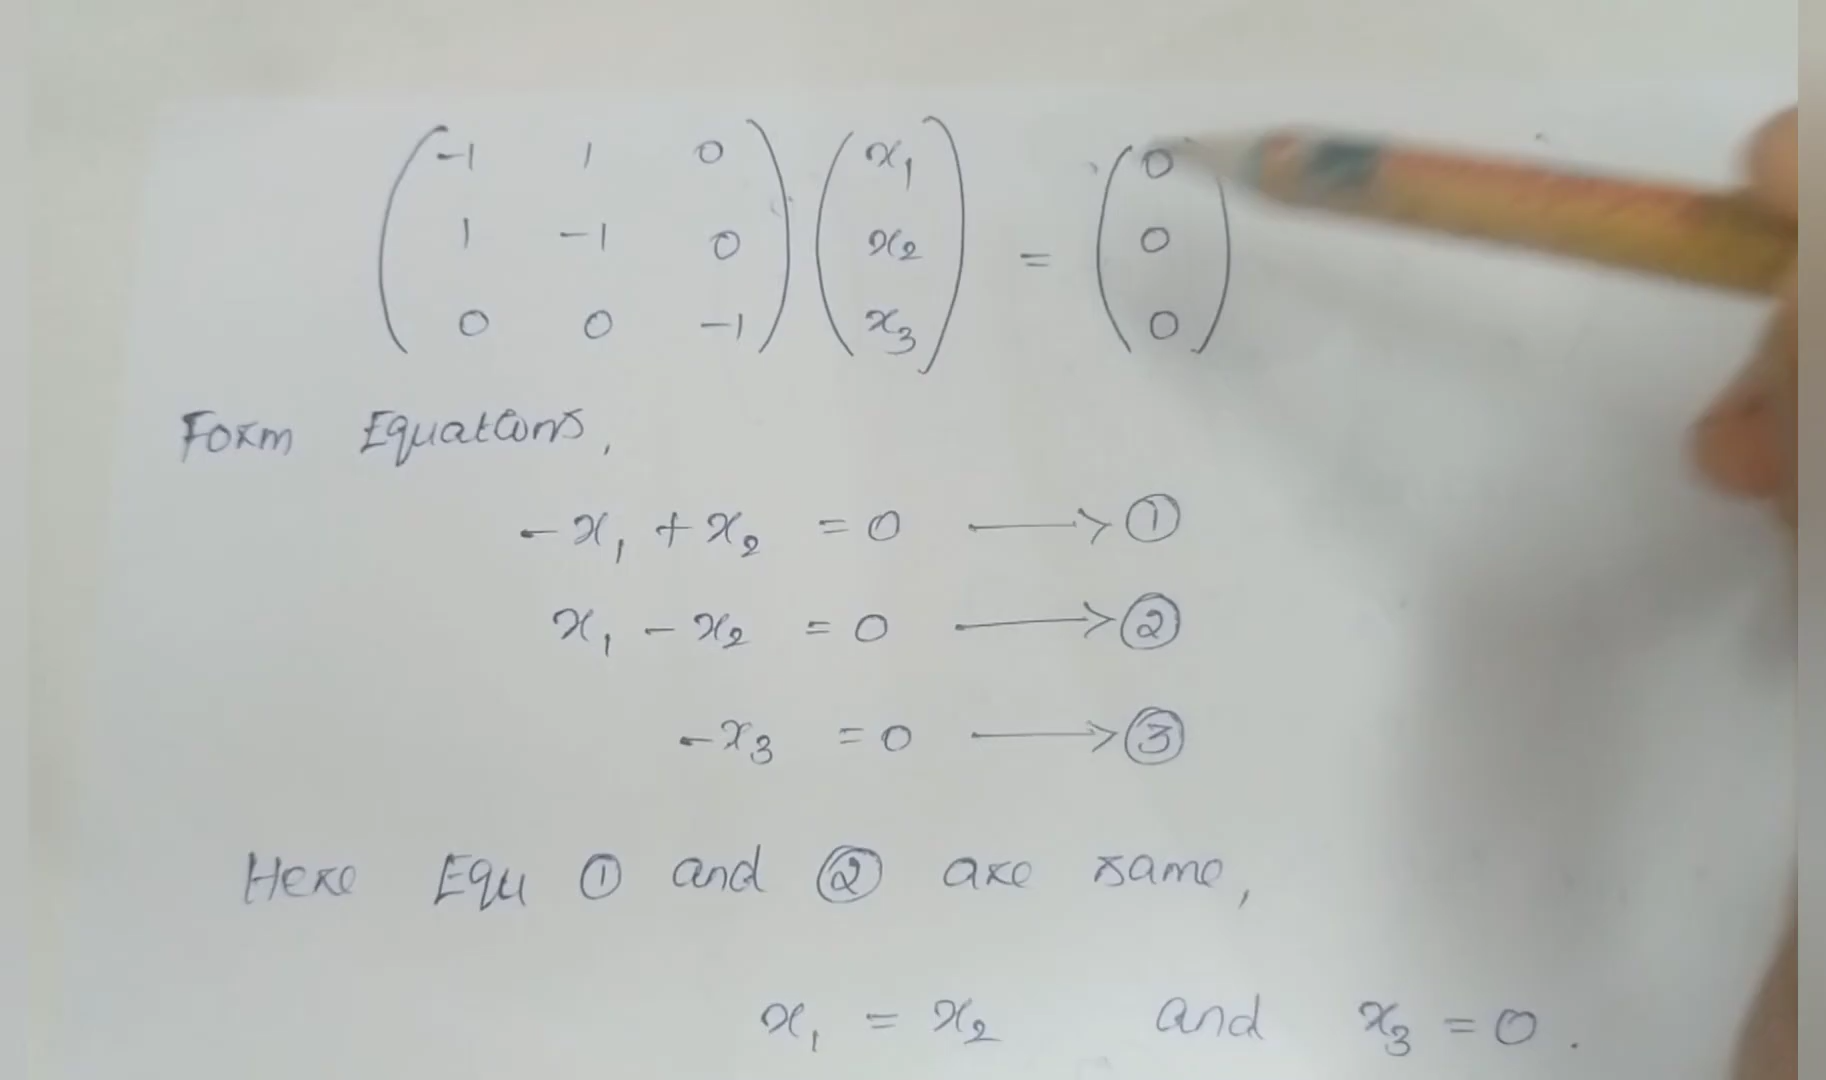 ( -1 1 0 ) ( x₁ ) = ( 0 )
( 1 -1 0 ) ( x₂ ) ( 0 )
( 0 0 -1 ) ( x₃ ) ( 0 )
Form Equations,
-x₁ + x₂ = 0 ⟶ ①
x₁ - x₂ = 0 ⟶ ②
-x₃ = 0 ⟶ ③
Here Equ ① and ② are same,
x₁ = x₂ and x₃ = 0.